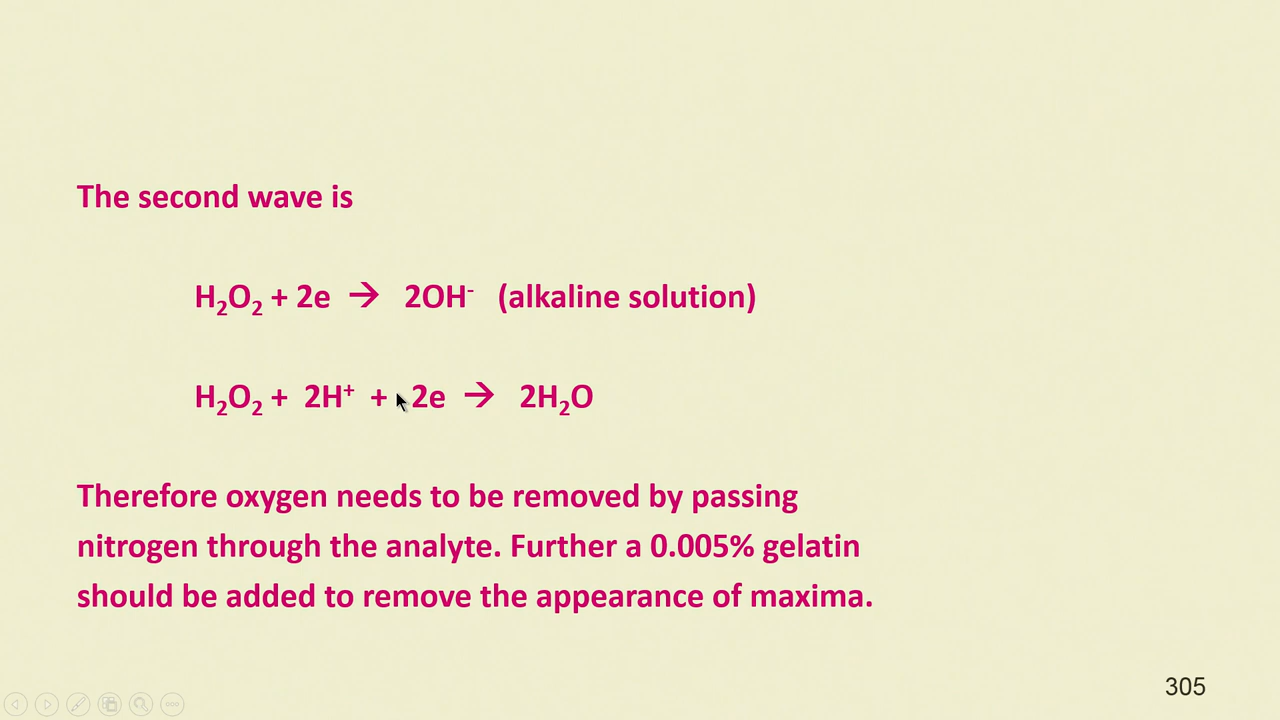 The second wave is
H₂O₂ + 2e → 2OH⁻ (alkaline solution)
H₂O₂ + 2H⁺ + 2e → 2H₂O
Therefore oxygen needs to be removed by passing
nitrogen through the analyte. Further a 0.005% gelatin
should be added to remove the appearance of maxima.
305